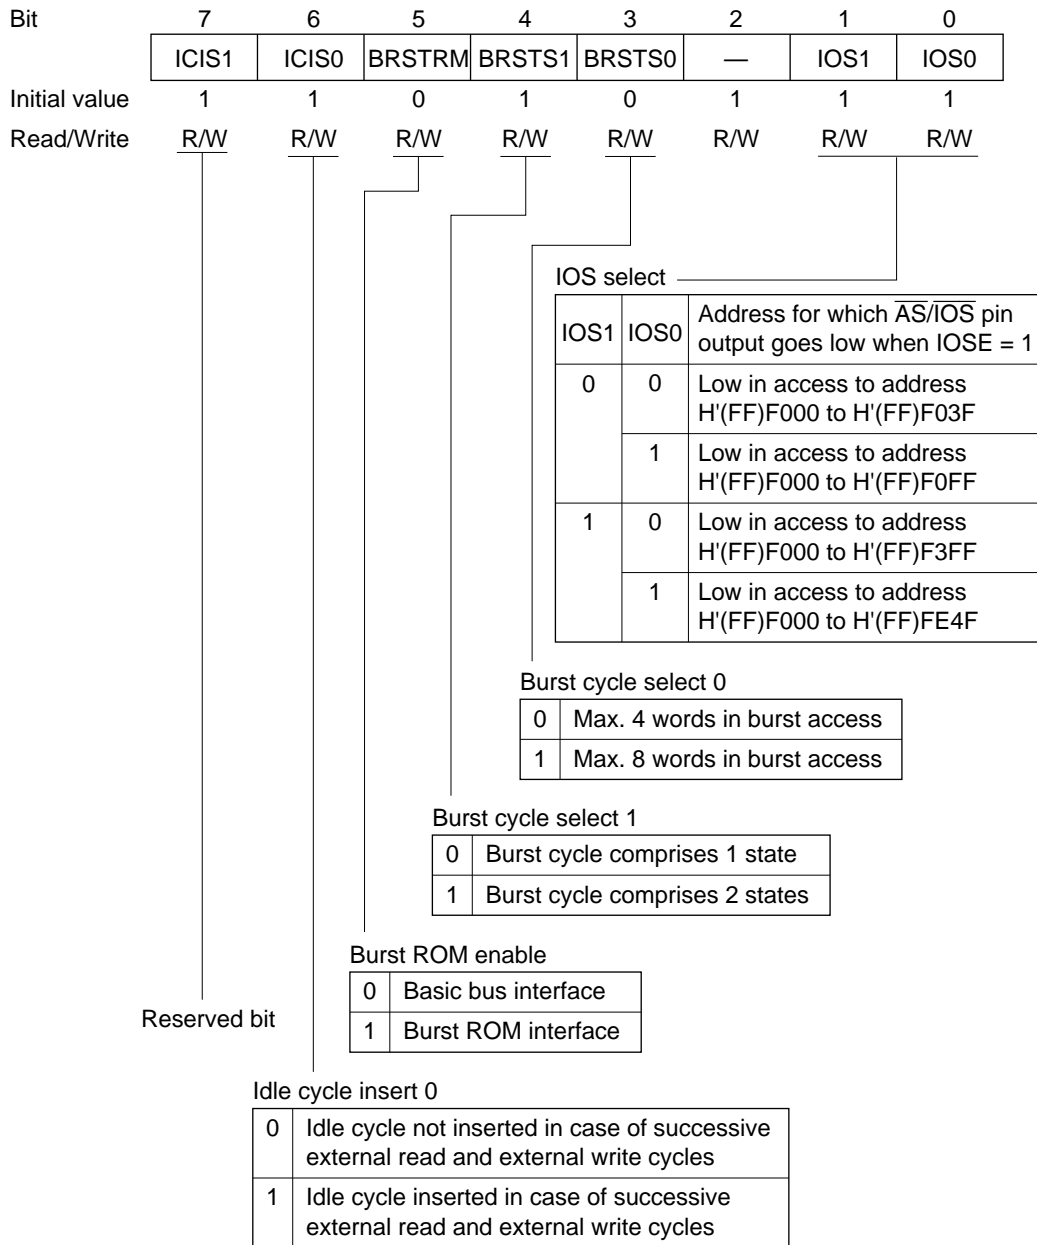 Bit 7 6 5 4 3 2 1 0
ICIS1 ICIS0 BRSTRM BRSTS1 BRSTS0 — IOS1 IOS0
Initial value 1 1 0 1 0 1 1 1
Read/Write R/W R/W R/W R/W R/W R/W R/W R/W
IOS select
IOS1 IOS0 Address for which AS/IOS pin
output goes low when IOSE = 1
0 0 Low in access to address
H'(FF)F000 to H'(FF)F03F
1 Low in access to address
H'(FF)F000 to H'(FF)F0FF
1 0 Low in access to address
H'(FF)F000 to H'(FF)F3FF
1 Low in access to address
H'(FF)F000 to H'(FF)FE4F
Burst cycle select 0
0 Max. 4 words in burst access
1 Max. 8 words in burst access
Burst cycle select 1
0 Burst cycle comprises 1 state
1 Burst cycle comprises 2 states
Burst ROM enable
0 Basic bus interface
1 Burst ROM interface
Reserved bit
Idle cycle insert 0
0 Idle cycle not inserted in case of successive
external read and external write cycles
1 Idle cycle inserted in case of successive
external read and external write cycles